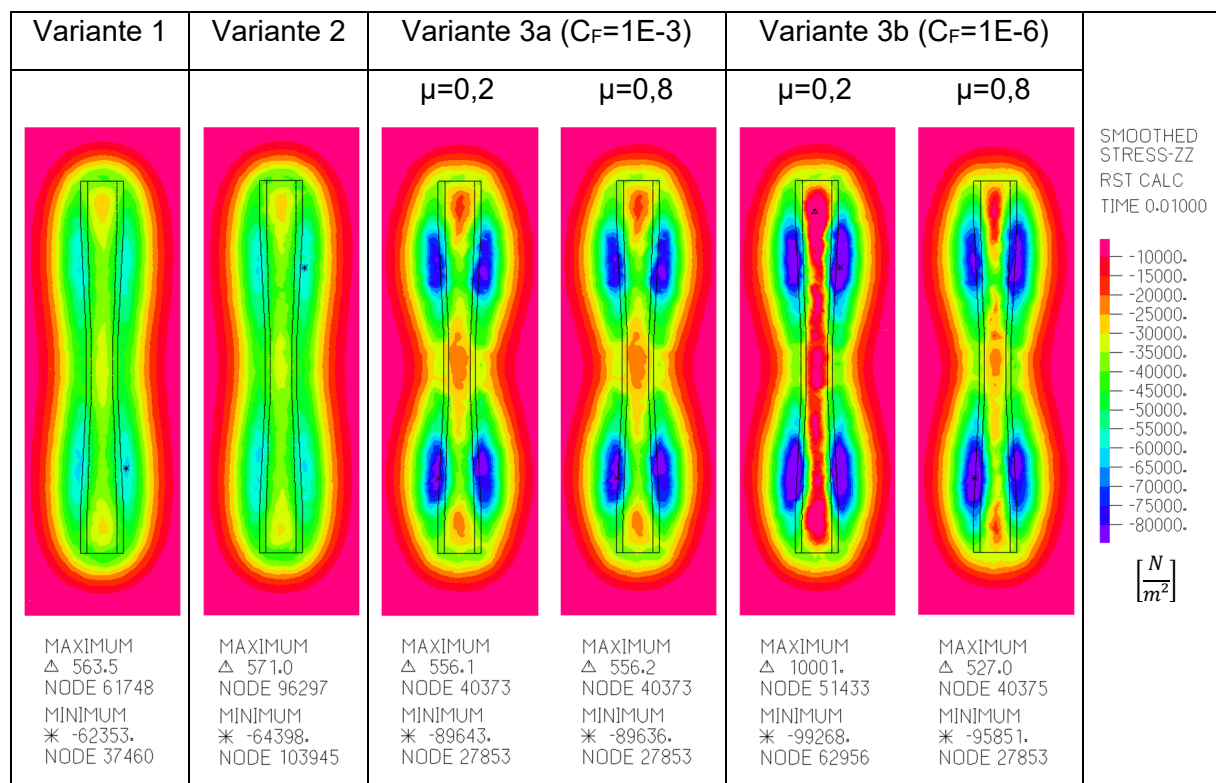 Variante 1
Variante 2
Variante 3a (CF=1E-3)
Variante 3b (CF=1E-6)
µ=0,2
µ=0,8
µ=0,2
µ=0,8
SMOOTHED
STRESS-ZZ
RST CALC
TIME 0.01000
-10000.
-15000.
-20000.
-25000.
-30000.
-35000.
-40000.
-45000.
-50000.
-55000.
-60000.
-65000.
-70000.
-75000.
-80000.
[N/m²]
MAXIMUM
△ 563.5
NODE 61748
MINIMUM
* -62353.
NODE 37460
MAXIMUM
△ 571.0
NODE 96297
MINIMUM
* -64398.
NODE 103945
MAXIMUM
△ 556.1
NODE 40373
MINIMUM
* -89643.
NODE 27853
MAXIMUM
△ 556.2
NODE 40373
MINIMUM
* -89636.
NODE 27853
MAXIMUM
△ 10001.
NODE 51433
MINIMUM
* -99268.
NODE 62956
MAXIMUM
△ 527.0
NODE 40375
MINIMUM
* -95851.
NODE 27853